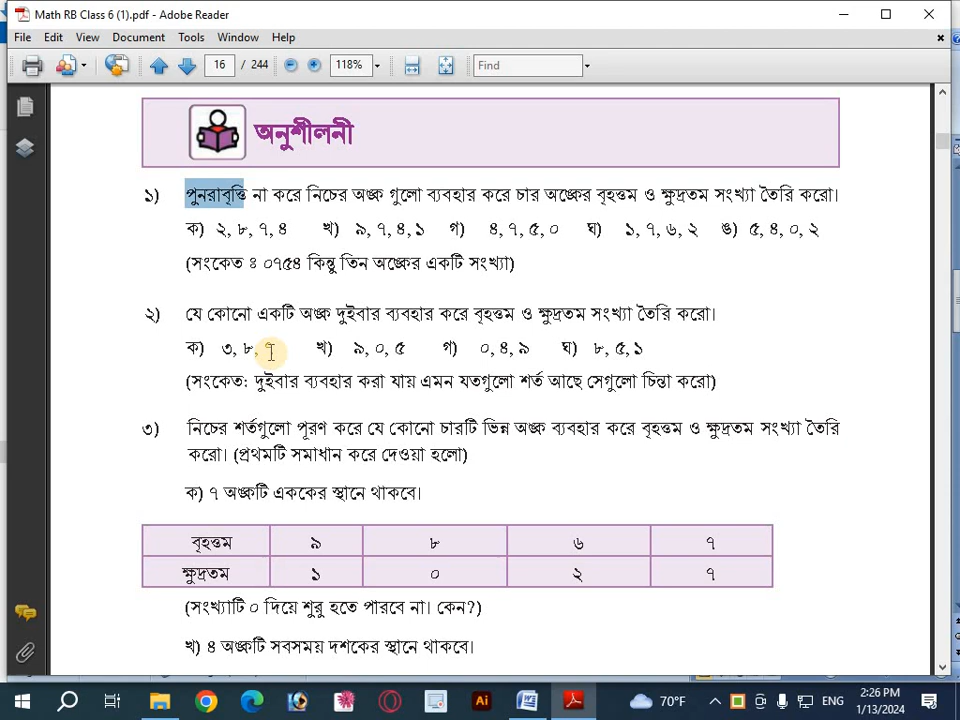 Math RB Class 6 (1).pdf - Adobe Reader
File Edit View Document Tools Window Help
16 / 244 118% Find
অনুশীলনী
১) পুনরাবৃত্তি না করে নিচের অঙ্ক গুলো ব্যবহার করে চার অঙ্কের বৃহত্তম ও ক্ষুদ্রতম সংখ্যা তৈরি করো।
ক) ২, ৮, ৭, ৪ খ) ৯, ৭, ৪, ১ গ) ৪, ৭, ৫, ০ ঘ) ১, ৭, ৬, ২ ঙ) ৫, ৪, ০, ২
(সংকেত ঃ ০৭৫৪ কিন্তু তিন অঙ্কের একটি সংখ্যা)
২) যে কোনো একটি অঙ্ক দুইবার ব্যবহার করে বৃহত্তম ও ক্ষুদ্রতম সংখ্যা তৈরি করো।
ক) ৩, ৮, ৭ খ) ৯, ০, ৫ গ) ০, ৪, ৯ ঘ) ৮, ৫, ১
(সংকেত: দুইবার ব্যবহার করা যায় এমন যতগুলো শর্ত আছে সেগুলো চিন্তা করো)
৩) নিচের শর্তগুলো পূরণ করে যে কোনো চারটি ভিন্ন অঙ্ক ব্যবহার করে বৃহত্তম ও ক্ষুদ্রতম সংখ্যা তৈরি
করো। (প্রথমটি সমাধান করে দেওয়া হলো)
ক) ৭ অঙ্কটি এককের স্থানে থাকবে।
বৃহত্তম ৯ ৮ ৬ ৭
ক্ষুদ্রতম ১ ০ ২ ৭
(সংখ্যাটি ০ দিয়ে শুরু হতে পারবে না। কেন?)
খ) ৪ অঙ্কটি সবসময় দশকের স্থানে থাকবে।
70°F ENG 2:26 PM
1/13/2024